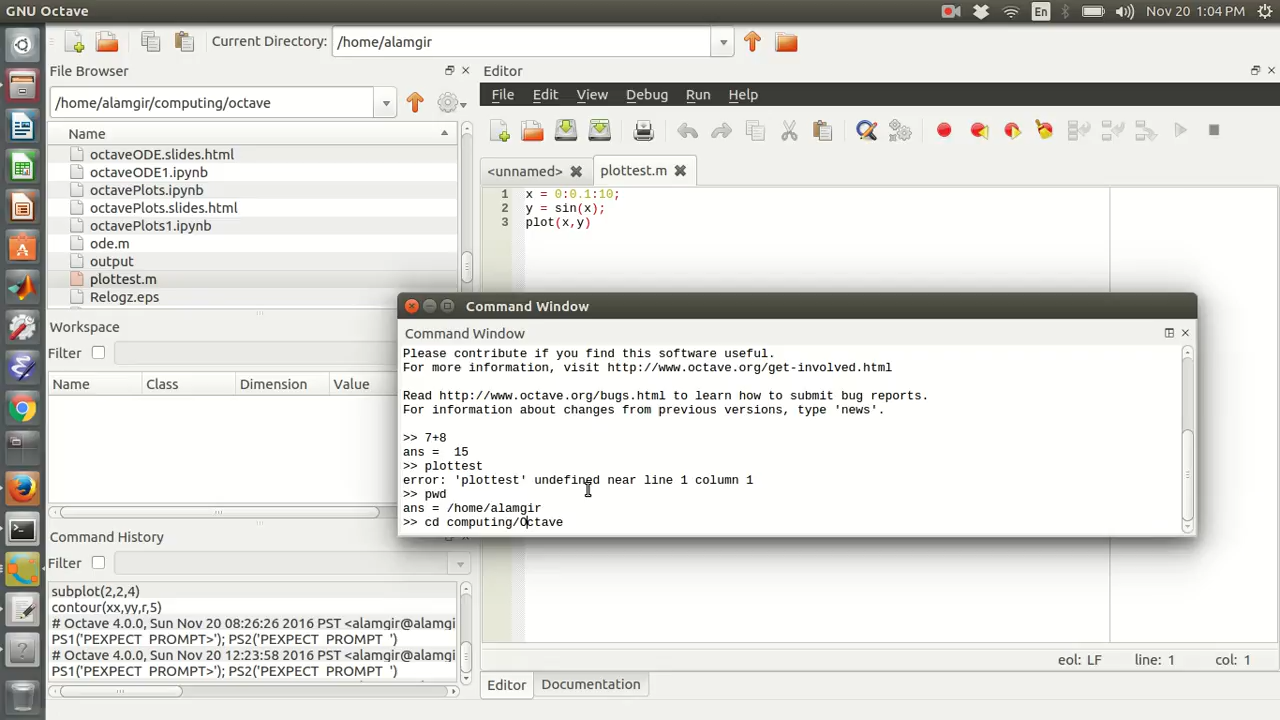 GNU Octave
En
Nov 20 1:04 PM
Current Directory:
/home/alamgir
File Browser
Editor
/home/alamgir/computing/octave
File Edit View Debug Run Help
Name
octaveODE.slides.html
octaveODE1.ipynb
octavePlots.ipynb
octavePlots.slides.html
octavePlots1.ipynb
ode.m
output
plottest.m
Relogz.eps
<unnamed>
plottest.m
1 x = 0:0.1:10;
2 y = sin(x);
3 plot(x,y)
Workspace
Filter
Name Class Dimension Value
Command Window
Command Window
Please contribute if you find this software useful.
For more information, visit http://www.octave.org/get-involved.html
Read http://www.octave.org/bugs.html to learn how to submit bug reports.
For information about changes from previous versions, type 'news'.
>> 7+8
ans =  15
>> plottest
error: 'plottest' undefined near line 1 column 1
>> pwd
ans = /home/alamgir
>> cd computing/Octave
Command History
Filter
subplot(2,2,4)
contour(xx,yy,r,5)
# Octave 4.0.0, Sun Nov 20 08:26:26 2016 PST <alamgir@alamgi
PS1('PEXPECT_PROMPT>'); PS2('PEXPECT_PROMPT_')
# Octave 4.0.0, Sun Nov 20 12:23:58 2016 PST <alamgir@alamgi
PS1('PEXPECT_PROMPT>'); PS2('PEXPECT_PROMPT_')
eol: LF line: 1 col: 1
Editor Documentation